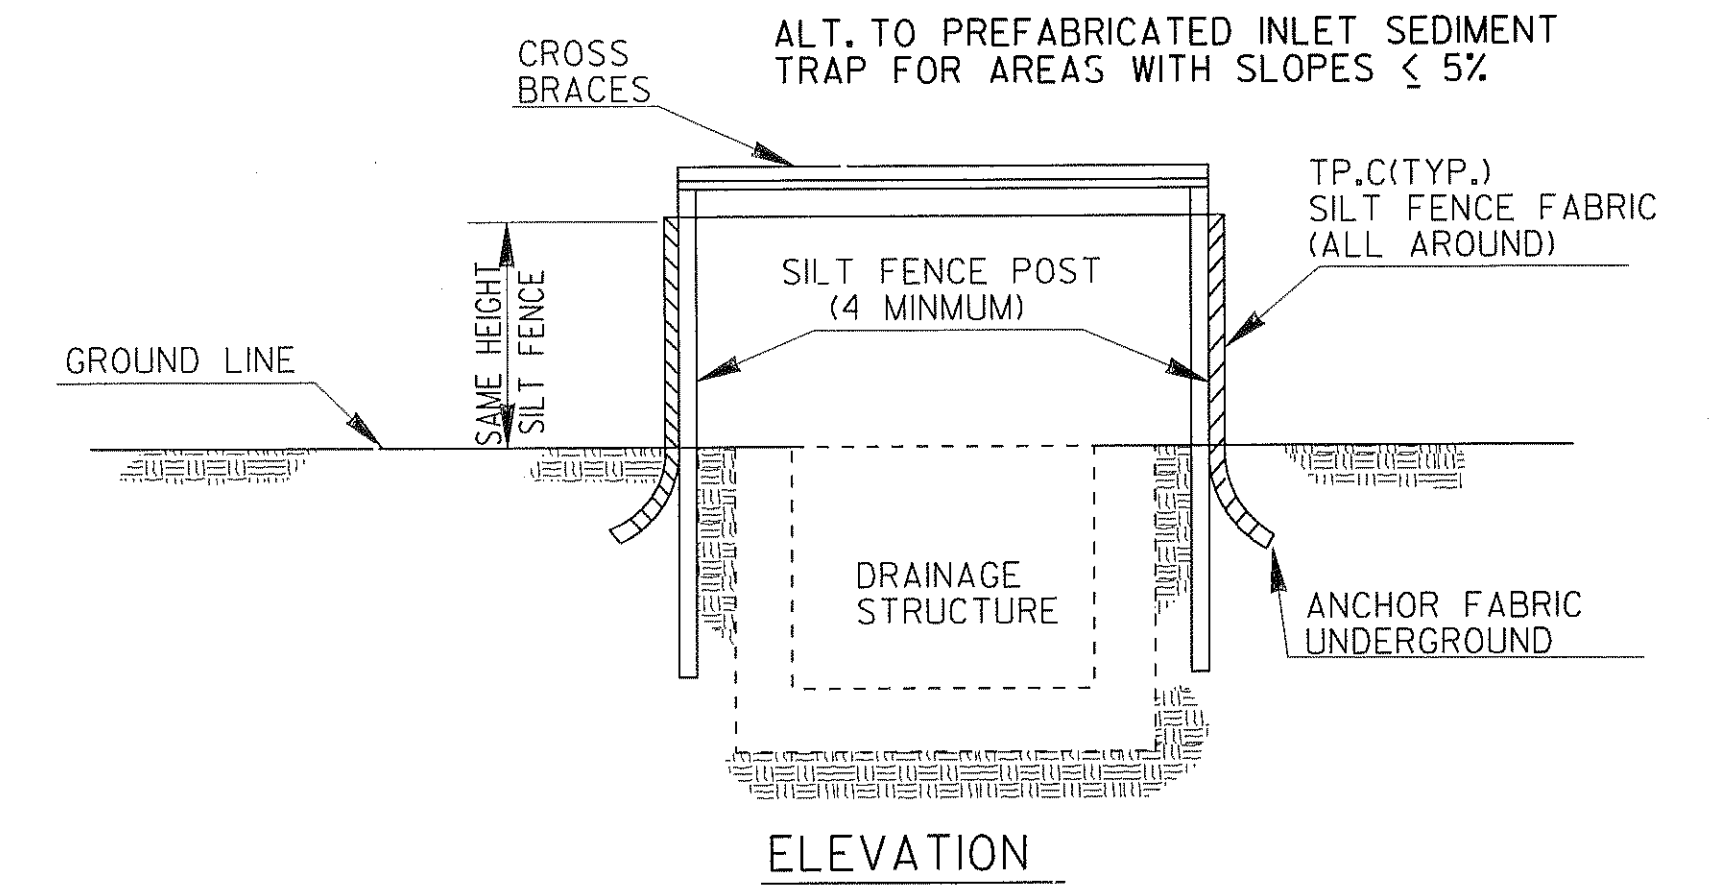 ALT. TO PREFABRICATED INLET SEDIMENT
TRAP FOR AREAS WITH SLOPES ≤ 5%
CROSS
BRACES
TP.C(TYP.)
SILT FENCE FABRIC
(ALL AROUND)
SILT FENCE POST
(4 MINMUM)
SAME HEIGHT
SILT FENCE
GROUND LINE
DRAINAGE
STRUCTURE
ANCHOR FABRIC
UNDERGROUND
ELEVATION